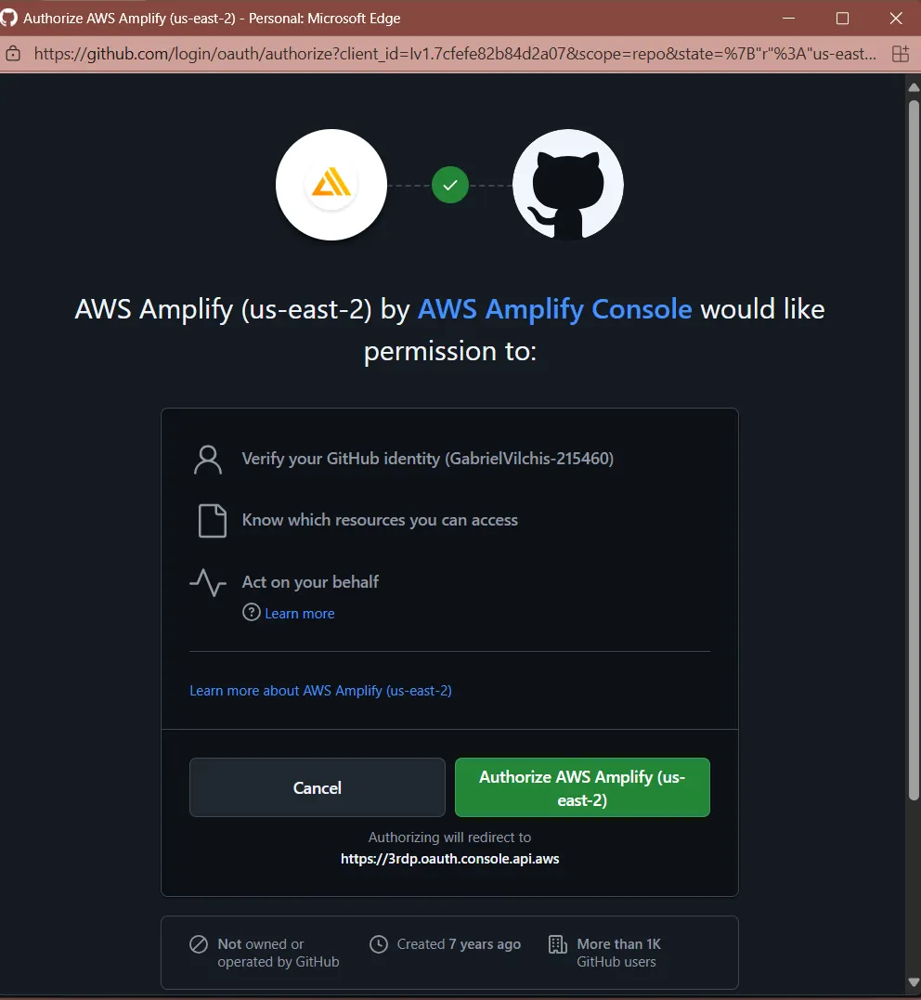 Authorize AWS Amplify (us-east-2) - Personal: Microsoft Edge
https://github.com/login/oauth/authorize?client_id=Iv1.7cfefe82b84d2a07&scope=repo&state=%7B"r"%3A"us-east...
AWS Amplify (us-east-2) by AWS Amplify Console would like
permission to:
Verify your GitHub identity (GabrielVilchis-215460)
Know which resources you can access
Act on your behalf
Learn more
Learn more about AWS Amplify (us-east-2)
Cancel
Authorize AWS Amplify (us-
east-2)
Authorizing will redirect to
https://3rdp.oauth.console.api.aws
Not owned or
operated by GitHub
Created 7 years ago
More than 1K
GitHub users